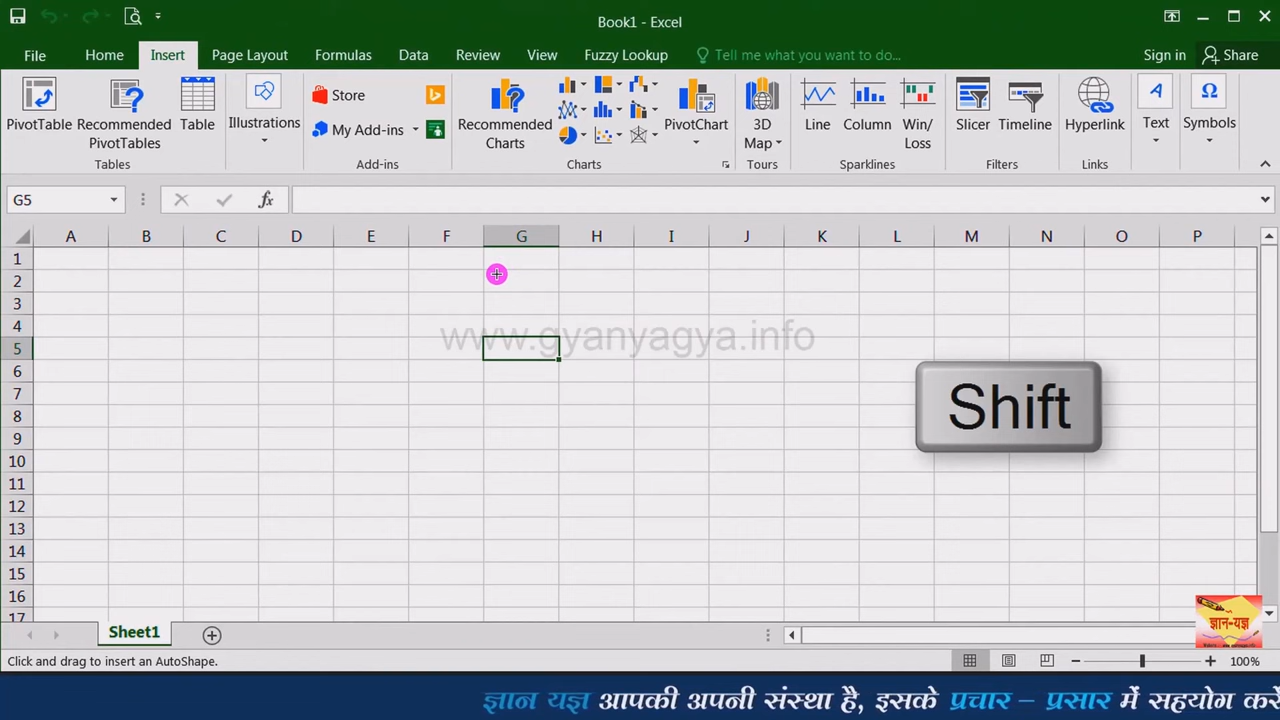 Book1 - Excel
File Home Insert Page Layout Formulas Data Review View Fuzzy Lookup Tell me what you want to do... Sign in Share
PivotTable Recommended PivotTables Table Illustrations Store My Add-ins Recommended Charts PivotChart 3D Map Line Column Win/Loss Slicer Timeline Hyperlink Text Symbols
Tables Add-ins Charts Tours Sparklines Filters Links
G5 fx
A B C D E F G H I J K L M N O P
1
2
3
4
www.gyanyagya.info
5
6
7
Shift
8
9
10
11
12
13
14
15
16
17
ज्ञान-यज्ञ
Sheet1
Click and drag to insert an AutoShape. 100%
ज्ञान यज्ञ आपकी अपनी संस्था है, इसके प्रचार – प्रसार में सहयोग करें